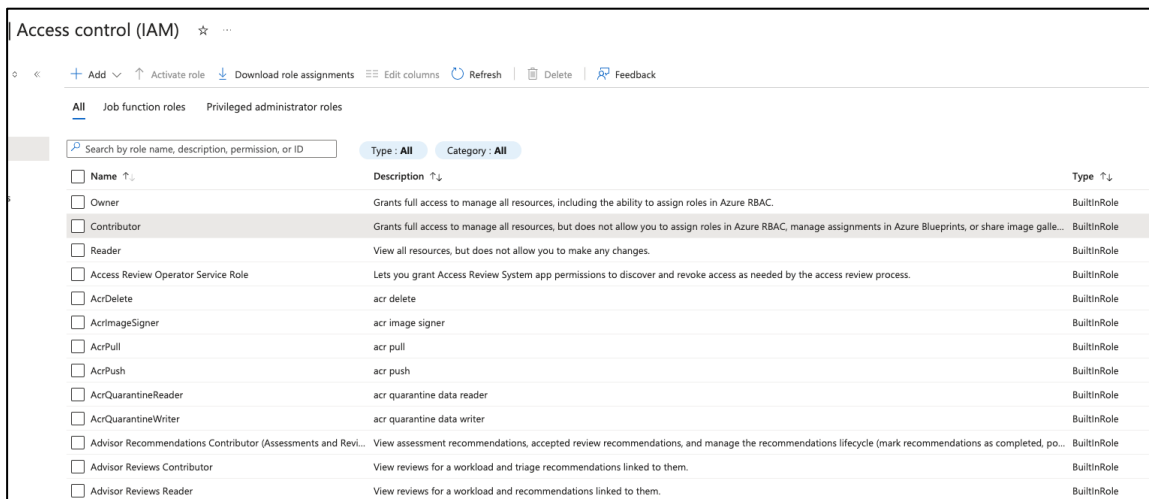 Access control (IAM) ☆ ...
« + Add ↑ Activate role ↓ Download role assignments Edit columns Refresh Delete Feedback
All Job function roles Privileged administrator roles
Search by role name, description, permission, or ID Type : All Category : All
Name ↑↓ Description ↑↓ Type ↑↓
Owner Grants full access to manage all resources, including the ability to assign roles in Azure RBAC. BuiltInRole
Contributor Grants full access to manage all resources, but does not allow you to assign roles in Azure RBAC, manage assignments in Azure Blueprints, or share image galle... BuiltInRole
Reader View all resources, but does not allow you to make any changes. BuiltInRole
Access Review Operator Service Role Lets you grant Access Review System app permissions to discover and revoke access as needed by the access review process. BuiltInRole
AcrDelete acr delete BuiltInRole
AcrImageSigner acr image signer BuiltInRole
AcrPull acr pull BuiltInRole
AcrPush acr push BuiltInRole
AcrQuarantineReader acr quarantine data reader BuiltInRole
AcrQuarantineWriter acr quarantine data writer BuiltInRole
Advisor Recommendations Contributor (Assessments and Revi... View assessment recommendations, accepted review recommendations, and manage the recommendations lifecycle (mark recommendations as completed, po... BuiltInRole
Advisor Reviews Contributor View reviews for a workload and triage recommendations linked to them. BuiltInRole
Advisor Reviews Reader View reviews for a workload and recommendations linked to them. BuiltInRole